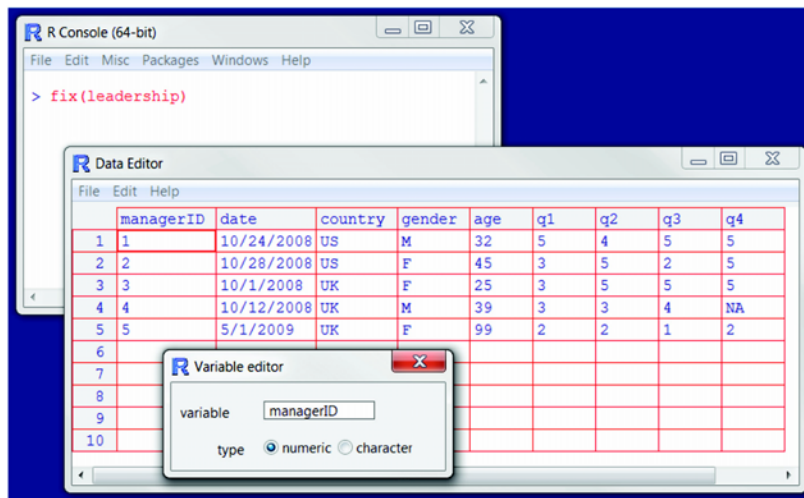 R R Console (64-bit)
File Edit Misc Packages Windows Help
> fix(leadership)
R Data Editor
File Edit Help
managerID date country gender age q1 q2 q3 q4
1 1 10/24/2008 US M 32 5 4 5 5
2 2 10/28/2008 US F 45 3 5 2 5
3 3 10/1/2008 UK F 25 3 5 5 5
4 4 10/12/2008 UK M 39 3 3 4 NA
5 5 5/1/2009 UK F 99 2 2 1 2
6
7
8
9
10
R Variable editor
variable managerID
type numeric character